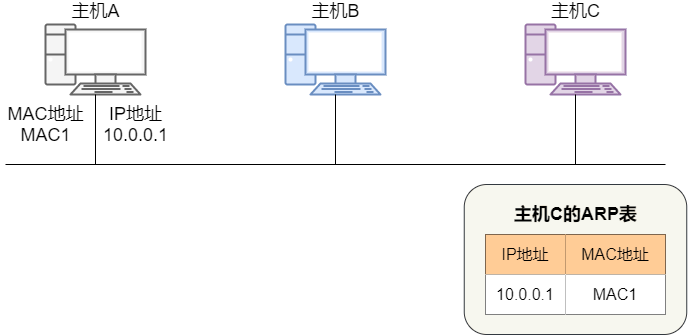 主机A
主机B
主机C
MAC地址
MAC1
IP地址
10.0.0.1
主机C的ARP表
IP地址 MAC地址
10.0.0.1 MAC1